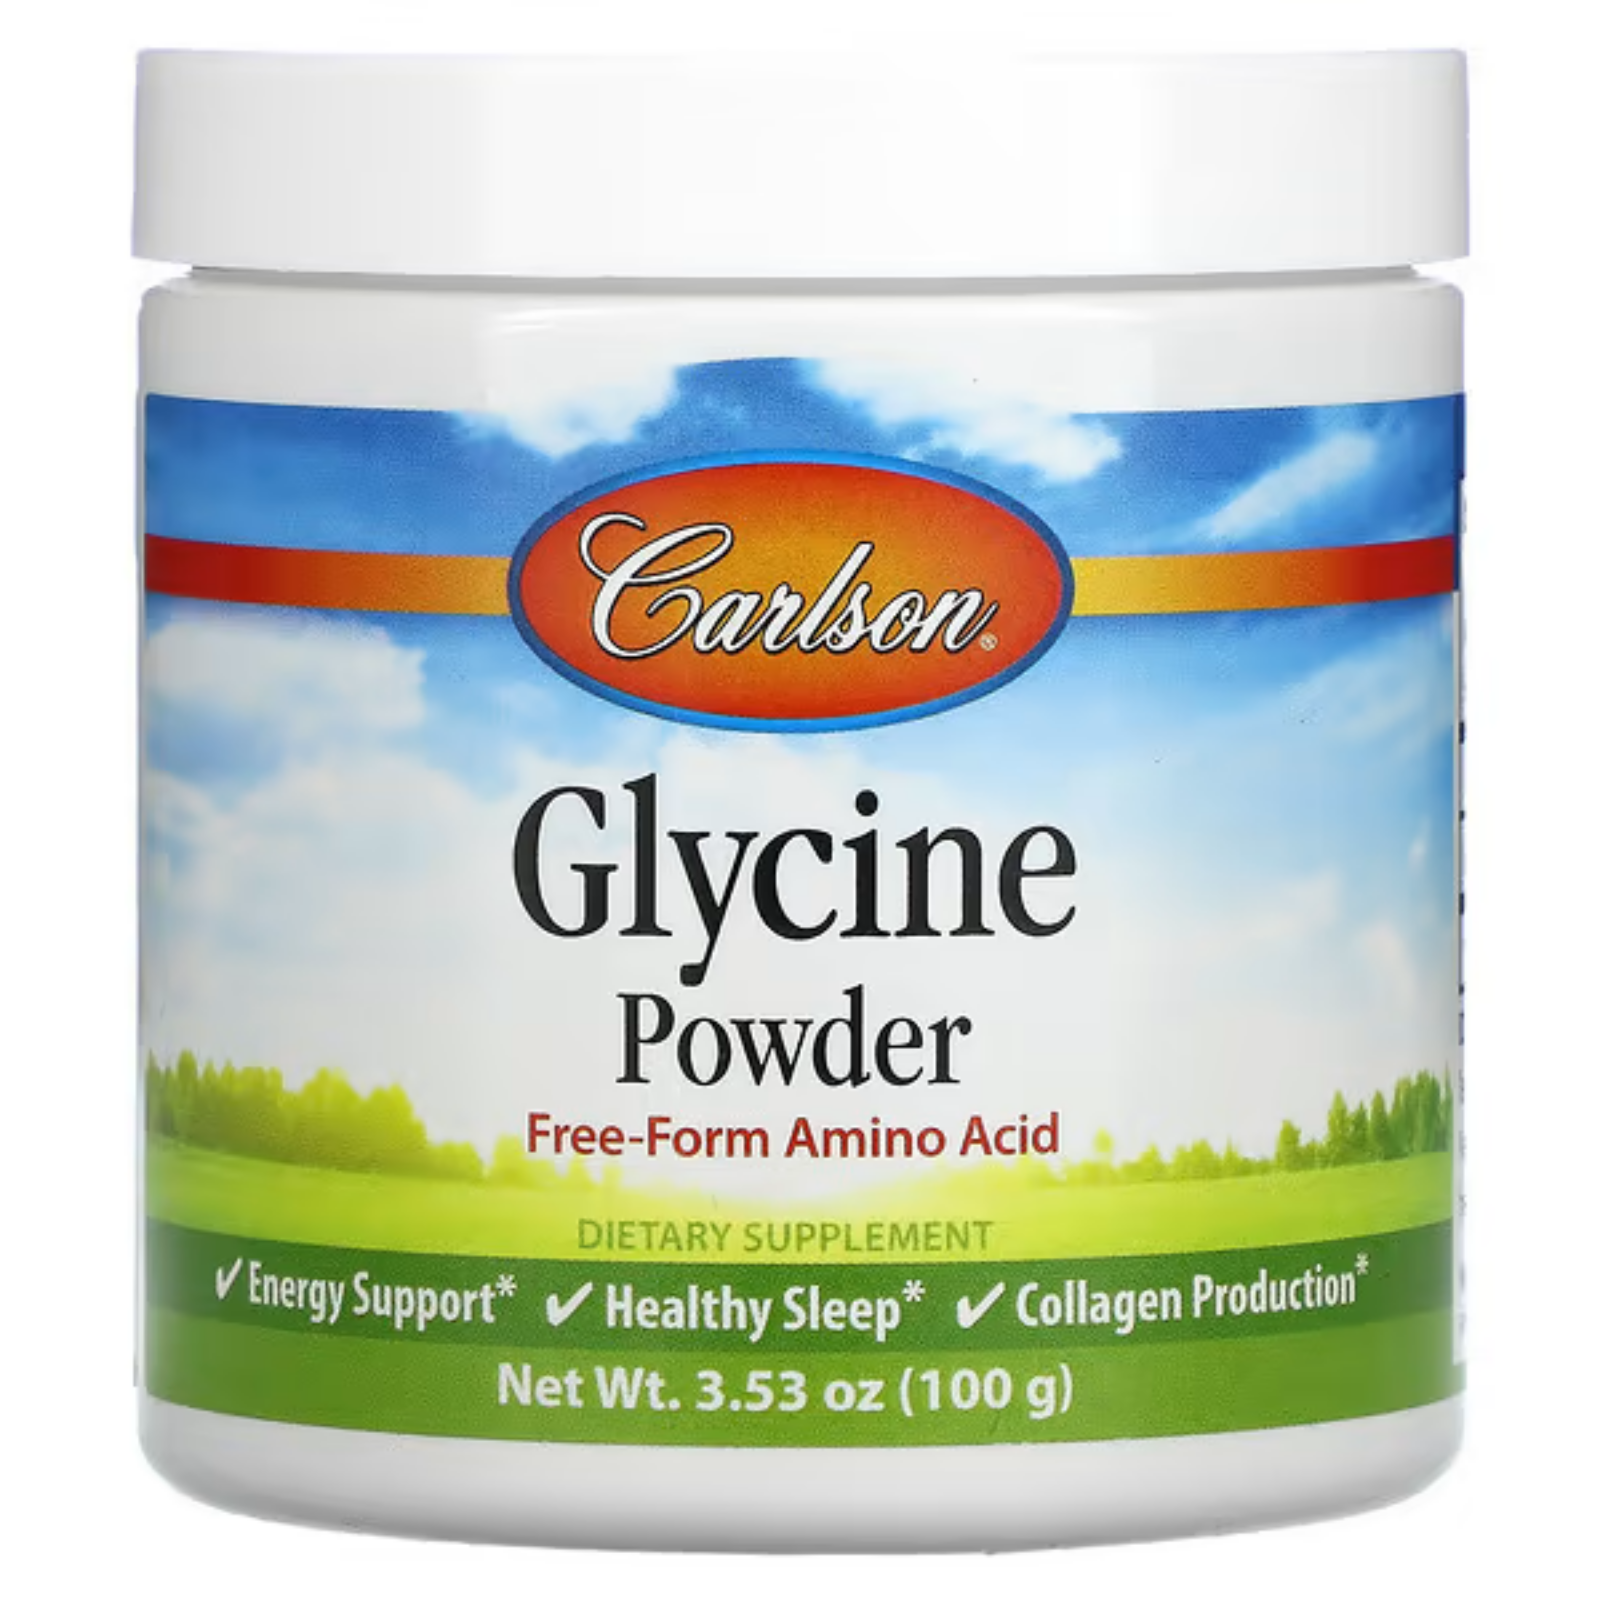 Carlson®
Glycine
Powder
Free-Form Amino Acid
DIETARY SUPPLEMENT
✓ Energy Support* ✓ Healthy Sleep* ✓ Collagen Production*
Net Wt. 3.53 oz (100 g)